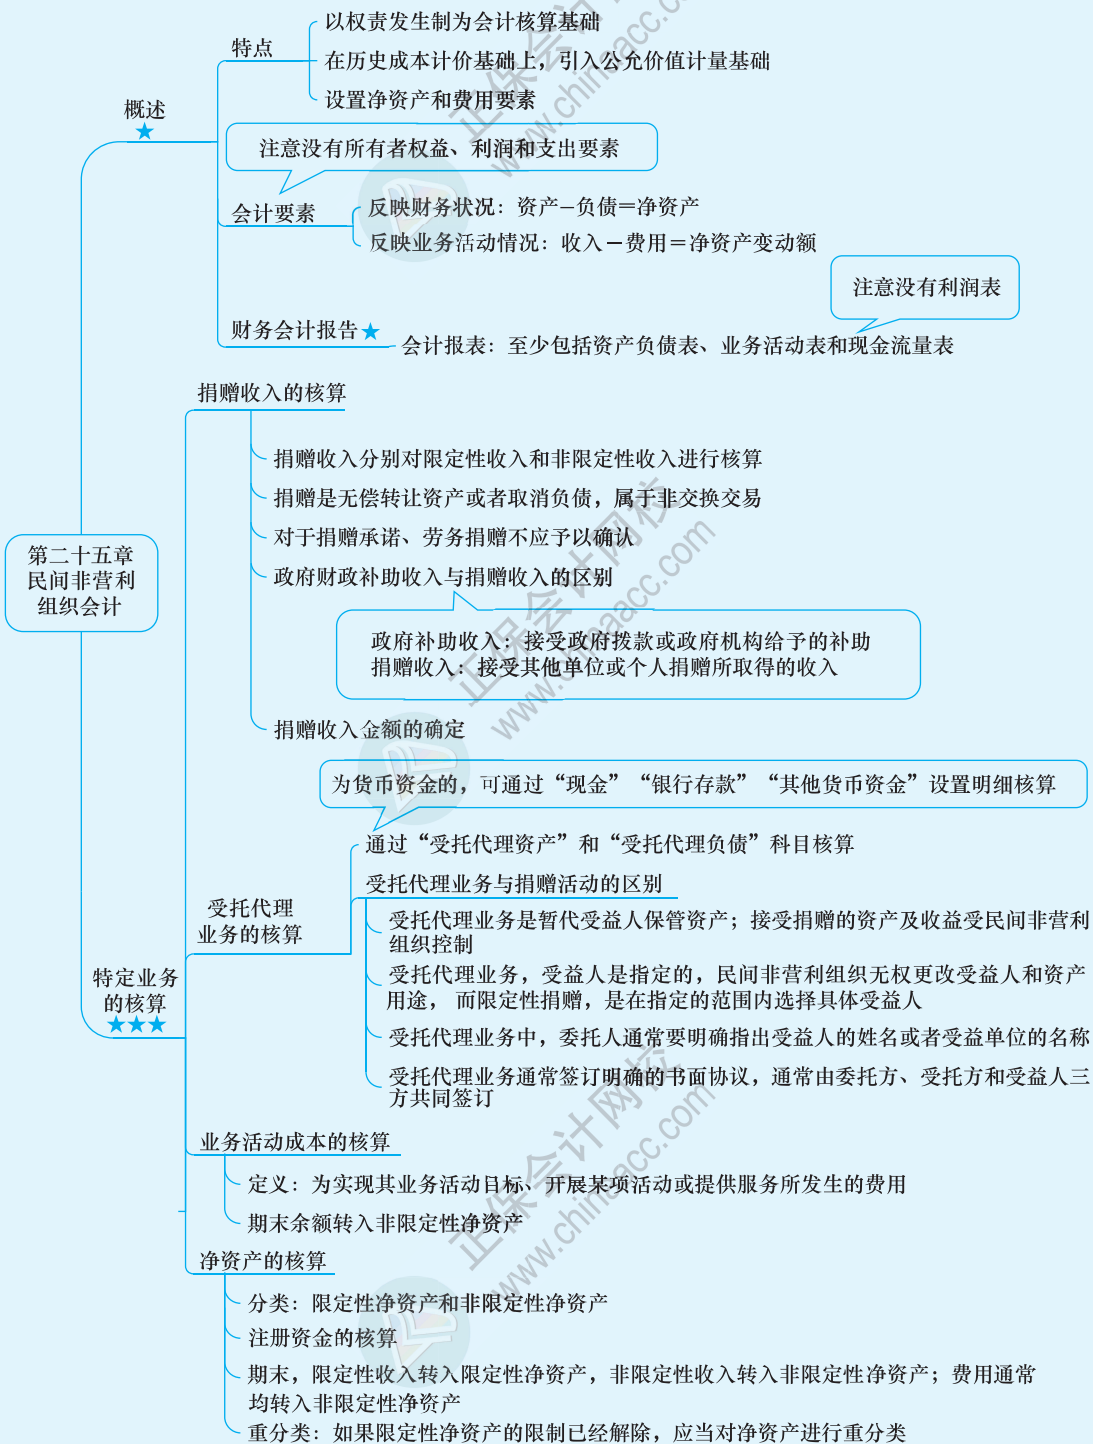 以权责发生制为会计核算基础
特点
在历史成本计价基础上，引入公允价值计量基础
设置净资产和费用要素
概述
★
注意没有所有者权益、利润和支出要素
会计要素
反映财务状况：资产－负债＝净资产
反映业务活动情况：收入－费用＝净资产变动额
注意没有利润表
财务会计报告★
会计报表：至少包括资产负债表、业务活动表和现金流量表
捐赠收入的核算
捐赠收入分别对限定性收入和非限定性收入进行核算
捐赠是无偿转让资产或者取消负债，属于非交换交易
对于捐赠承诺、劳务捐赠不应予以确认
政府财政补助收入与捐赠收入的区别
第二十五章
民间非营利
组织会计
政府补助收入：接受政府拨款或政府机构给予的补助
捐赠收入：接受其他单位或个人捐赠所取得的收入
捐赠收入金额的确定
为货币资金的，可通过“现金”“银行存款”“其他货币资金”设置明细核算
通过“受托代理资产”和“受托代理负债”科目核算
受托代理业务与捐赠活动的区别
受托代理
业务的核算
受托代理业务是暂代受益人保管资产；接受捐赠的资产及收益受民间非营利
组织控制
受托代理业务，受益人是指定的，民间非营利组织无权更改受益人和资产
用途，而限定性捐赠，是在指定的范围内选择具体受益人
特定业务
的核算
★★★
受托代理业务中，委托人通常要明确指出受益人的姓名或者受益单位的名称
受托代理业务通常签订明确的书面协议，通常由委托方、受托方和受益人三
方共同签订
业务活动成本的核算
定义：为实现其业务活动目标、开展某项活动或提供服务所发生的费用
期末余额转入非限定性净资产
净资产的核算
分类：限定性净资产和非限定性净资产
注册资金的核算
期末，限定性收入转入限定性净资产，非限定性收入转入非限定性净资产；费用通常
均转入非限定性净资产
重分类：如果限定性净资产的限制已经解除，应当对净资产进行重分类
正保会计网校
www.chinaacc.com
正保会计网校
www.chinaacc.com
正保会计网校
www.chinaacc.com